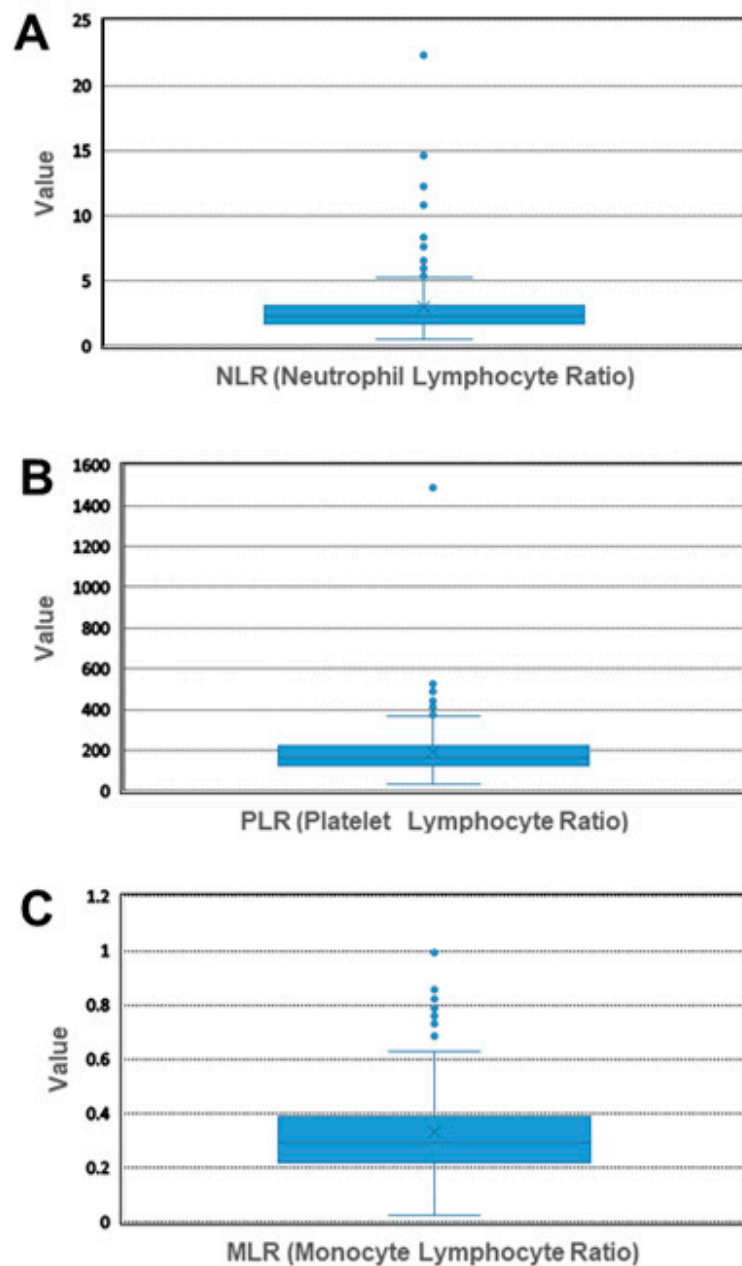 A
25
20
15
10
5
0
Value
NLR (Neutrophil Lymphocyte Ratio)
B
1600
1400
1200
1000
800
600
400
200
0
Value
PLR (Platelet Lymphocyte Ratio)
C
1.2
1
0.8
0.6
0.4
0.2
0
Value
MLR (Monocyte Lymphocyte Ratio)